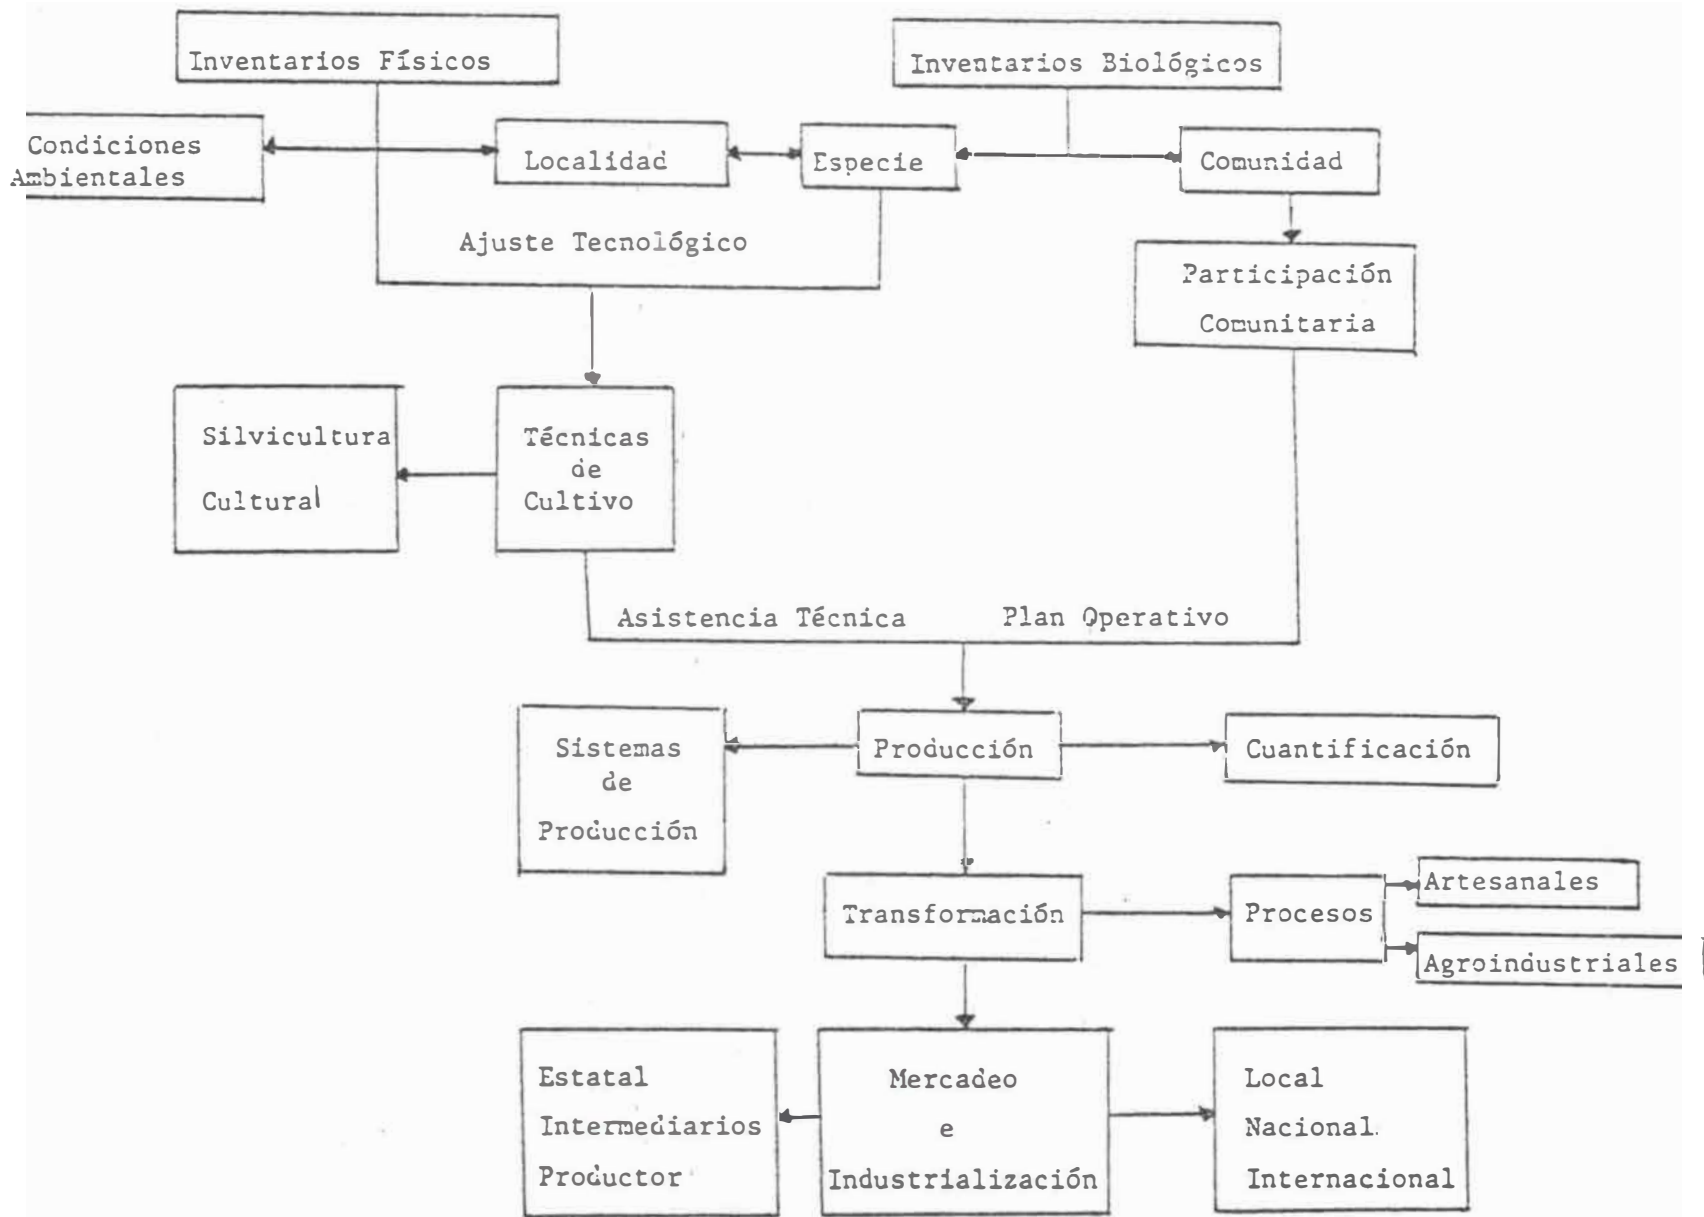 Inventarios Físicos
Inventarios Biológicos
Condiciones
Ambientales
Localidad
Especie
Comunidad
Ajuste Tecnológico
Participación
Comunitaria
Silvicultura
Cultural
Técnicas
de
Cultivo
Asistencia Técnica
Plan Operativo
Sistemas
de
Producción
Producción
Cuantificación
Transformación
Procesos
Artesanales
Agroindustriales
Estatal
Intermediarios
Productor
Mercadeo
e
Industrialización
Local
Nacional
Internacional